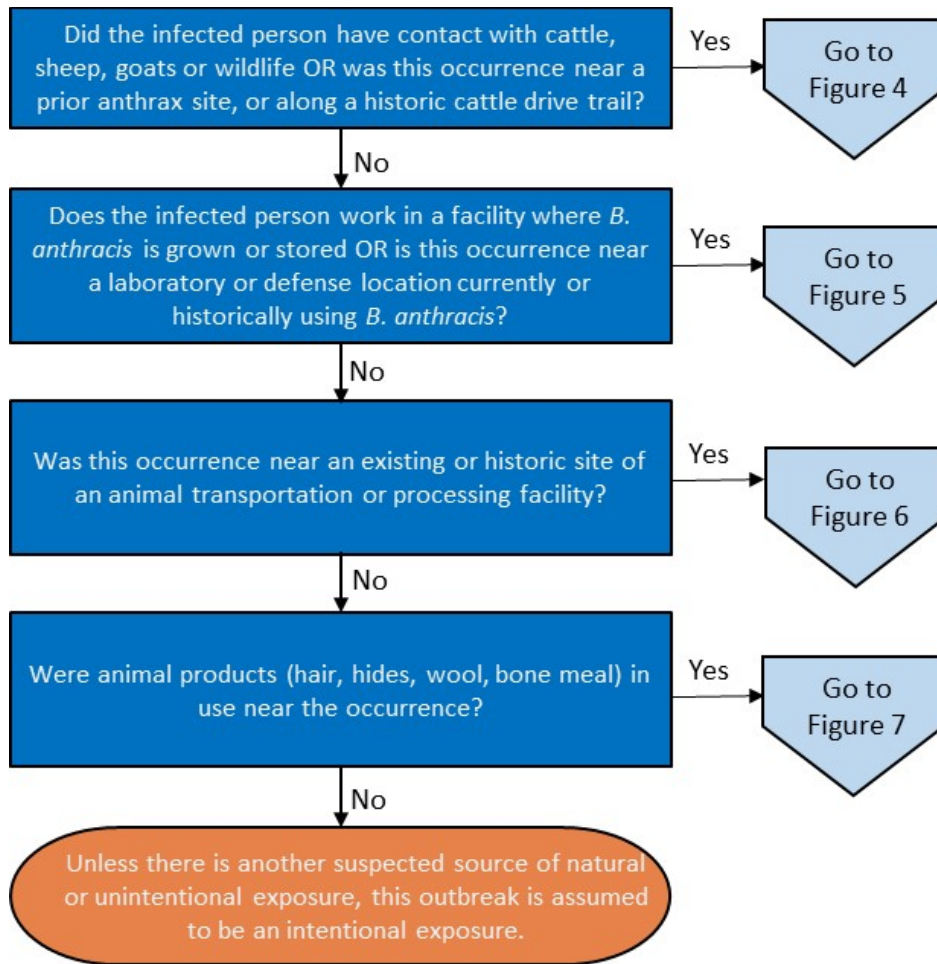 Did the infected person have contact with cattle,
sheep, goats or wildlife OR was this occurrence near a
prior anthrax site, or along a historic cattle drive trail?
Yes
Go to
Figure 4
No
Does the infected person work in a facility where B.
anthracis is grown or stored OR is this occurrence near
a laboratory or defense location currently or
historically using B. anthracis?
Yes
Go to
Figure 5
No
Was this occurrence near an existing or historic site of
an animal transportation or processing facility?
Yes
Go to
Figure 6
No
Were animal products (hair, hides, wool, bone meal) in
use near the occurrence?
Yes
Go to
Figure 7
No
Unless there is another suspected source of natural
or unintentional exposure, this outbreak is assumed
to be an intentional exposure.